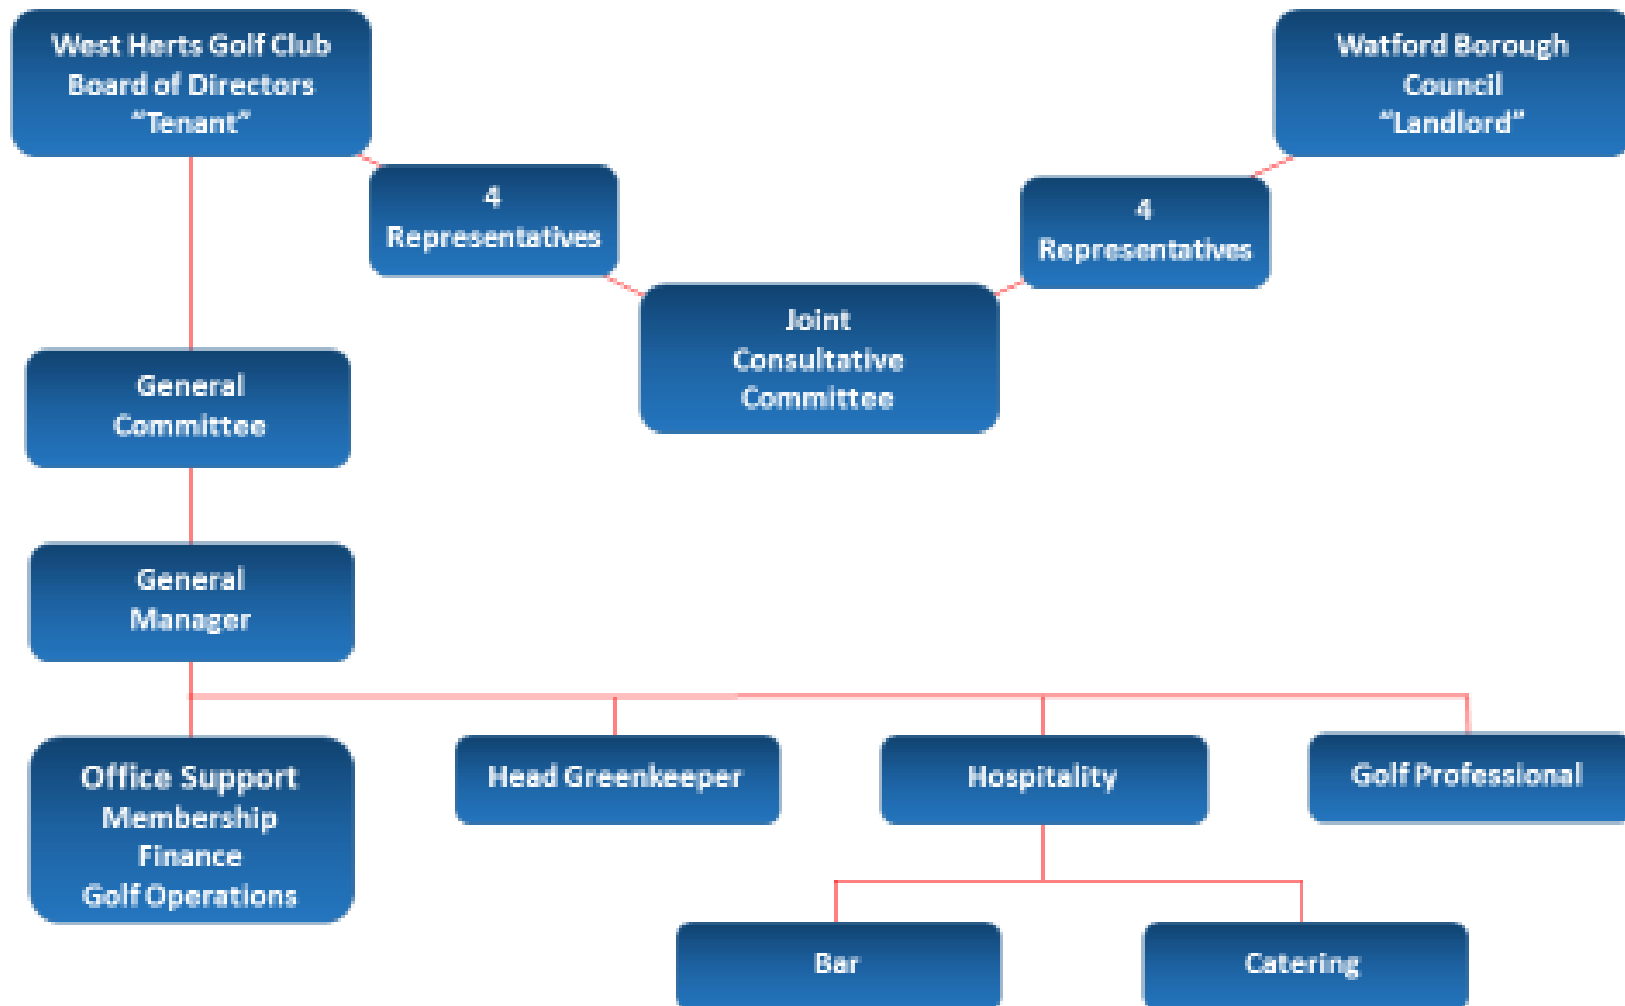 West Herts Golf Club
Board of Directors
“Tenant”
Watford Borough
Council
“Landlord”
4
Representatives
4
Representatives
Joint
Consultative
Committee
General
Committee
General
Manager
Office Support
Membership
Finance
Golf Operations
Head Greenkeeper
Hospitality
Golf Professional
Bar
Catering